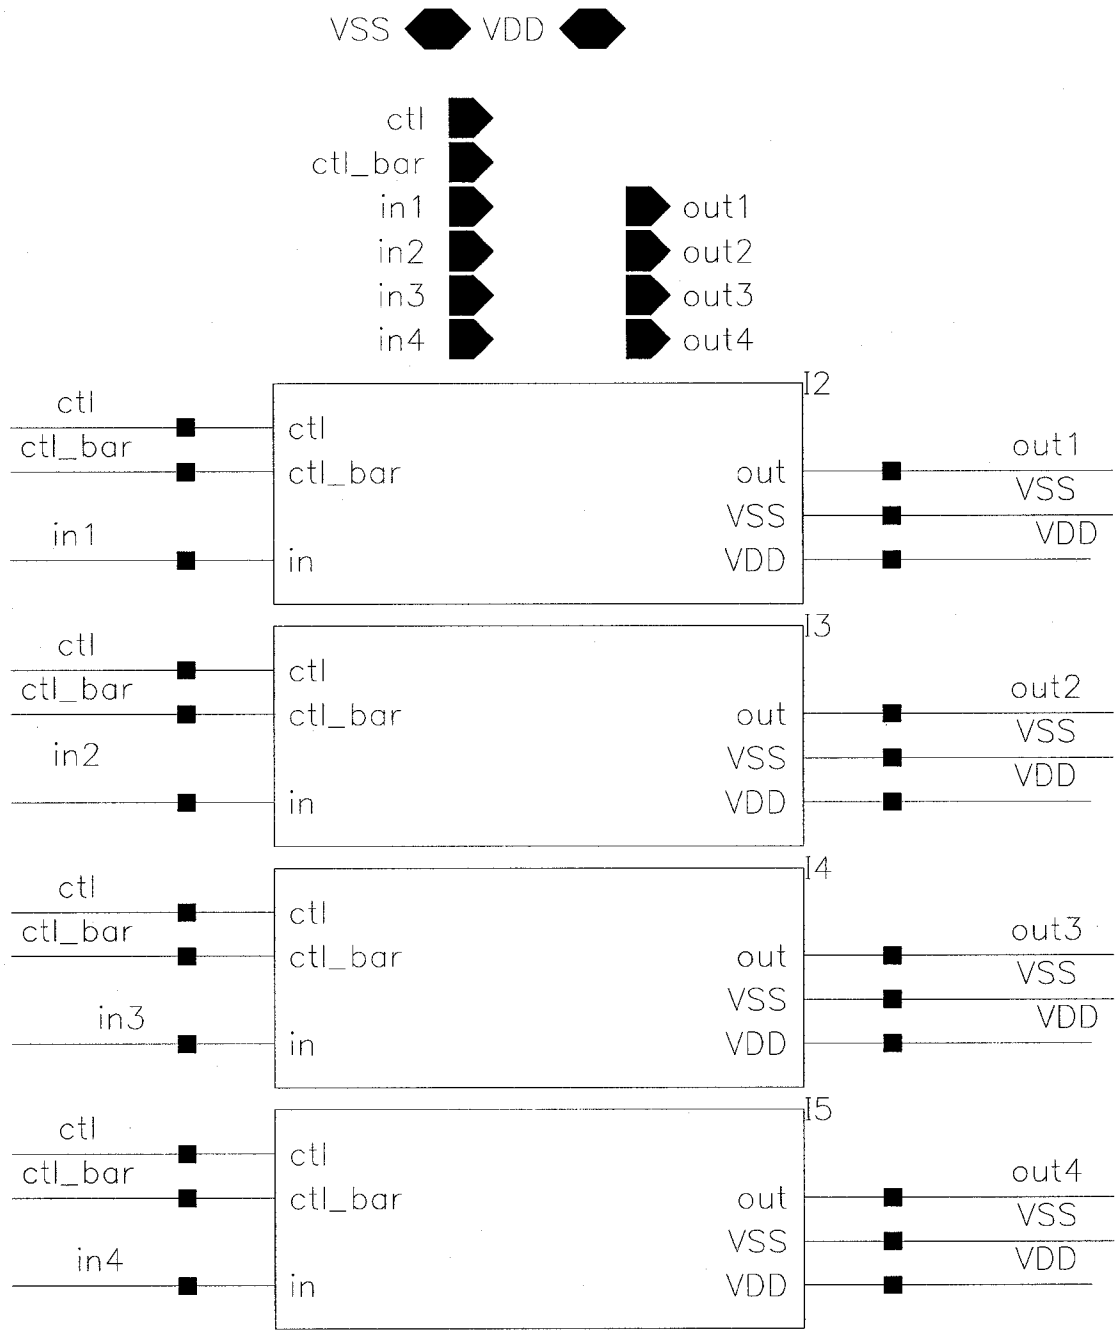 VSS VDD
ctl
ctl_bar
in1 out1
in2 out2
in3 out3
in4 out4
I2
ctl
ctl
ctl_bar
ctl_bar
out
out1
VSS
VSS
in1
in
VDD
VDD
I3
ctl
ctl
ctl_bar
ctl_bar
out
out2
VSS
VSS
in2
in
VDD
VDD
I4
ctl
ctl
ctl_bar
ctl_bar
out
out3
VSS
VSS
in3
in
VDD
VDD
I5
ctl
ctl
ctl_bar
ctl_bar
out
out4
VSS
VSS
in4
in
VDD
VDD